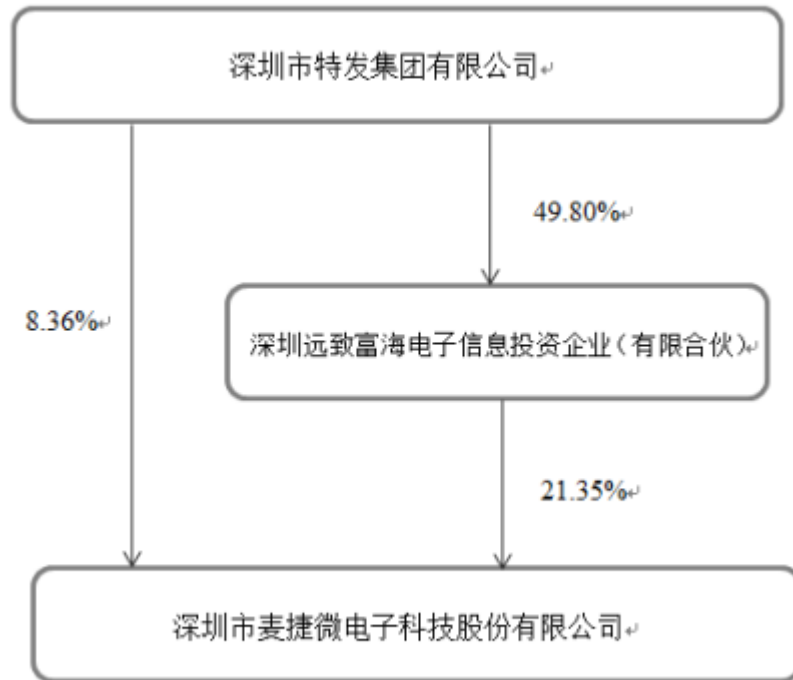 深圳市特发集团有限公司
49.80%
8.36%
深圳远致富海电子信息投资企业（有限合伙）
21.35%
深圳市麦捷微电子科技股份有限公司